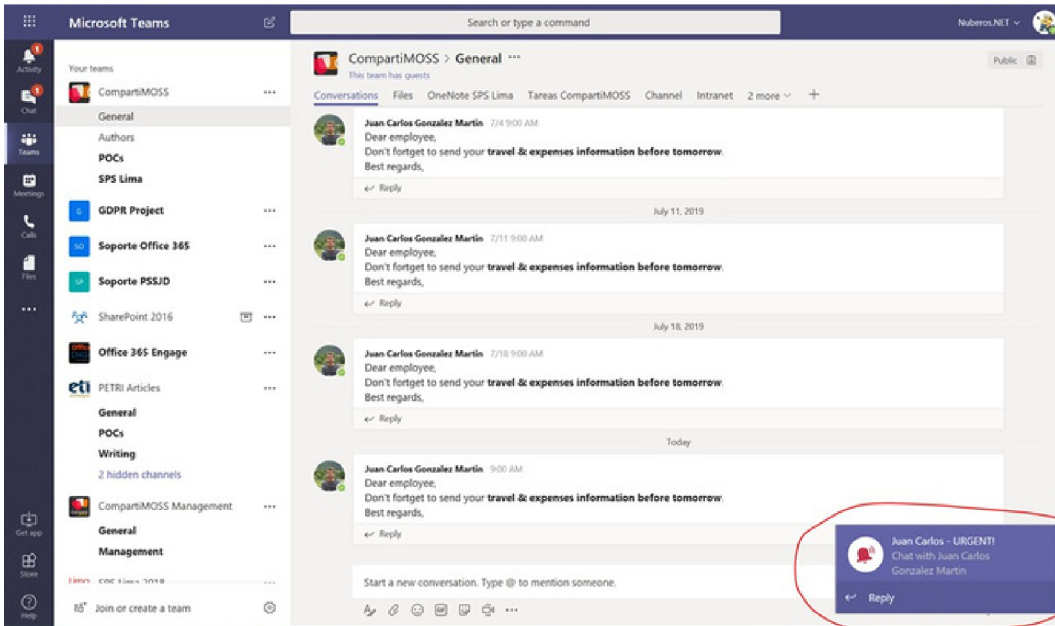 Microsoft Teams
Search or type a command
Nuberos.NET
1
Activity
1
Chat
Teams
Meetings
Calls
Files
Get app
Store
Help
Your teams
CompartiMOSS
General
Authors
POCs
SPS Lima
G
GDPR Project
SO
Soporte Office 365
SP
Soporte PSSJD
SharePoint 2016
Office 365 Engage
eti
PETRI Articles
General
POCs
Writing
2 hidden channels
CompartiMOSS Management
General
Management
SPS Lima 2018
Join or create a team
CompartiMOSS > General
This team has guests
Public
Conversations Files OneNote SPS Lima Tareas CompartiMOSS Channel Intranet 2 more
Juan Carlos Gonzalez Martin 7/4 9:00 AM
Dear employee,
Don't fortget to send your travel & expenses information before tomorrow.
Best regards,
Reply
July 11, 2019
Juan Carlos Gonzalez Martin 7/11 9:00 AM
Dear employee,
Don't fortget to send your travel & expenses information before tomorrow.
Best regards,
Reply
July 18, 2019
Juan Carlos Gonzalez Martin 7/18 9:00 AM
Dear employee,
Don't fortget to send your travel & expenses information before tomorrow.
Best regards,
Reply
Today
Juan Carlos Gonzalez Martin 9:00 AM
Dear employee,
Don't fortget to send your travel & expenses information before tomorrow.
Best regards,
Reply
Start a new conversation. Type @ to mention someone.
GIF
Juan Carlos - URGENT!
Chat with Juan Carlos
Gonzalez Martin
Reply